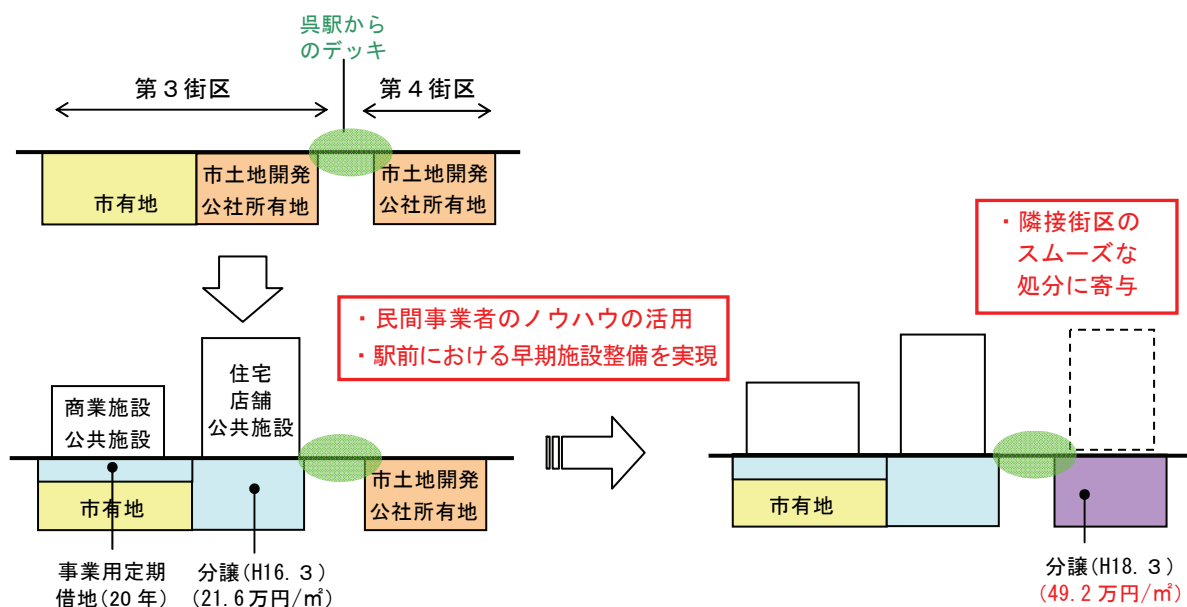 呉駅から
のデッキ
第3街区
第4街区
市有地
市土地開発
公社所有地
市土地開発
公社所有地
・民間事業者のノウハウの活用
・駅前における早期施設整備を実現
・隣接街区の
スムーズな
処分に寄与
商業施設
公共施設
住宅
店舗
公共施設
市有地
市土地開発
公社所有地
事業用定期
借地(20年)
分譲(H16.3)
(21.6万円/㎡)
市有地
分譲(H18.3)
(49.2万円/㎡)